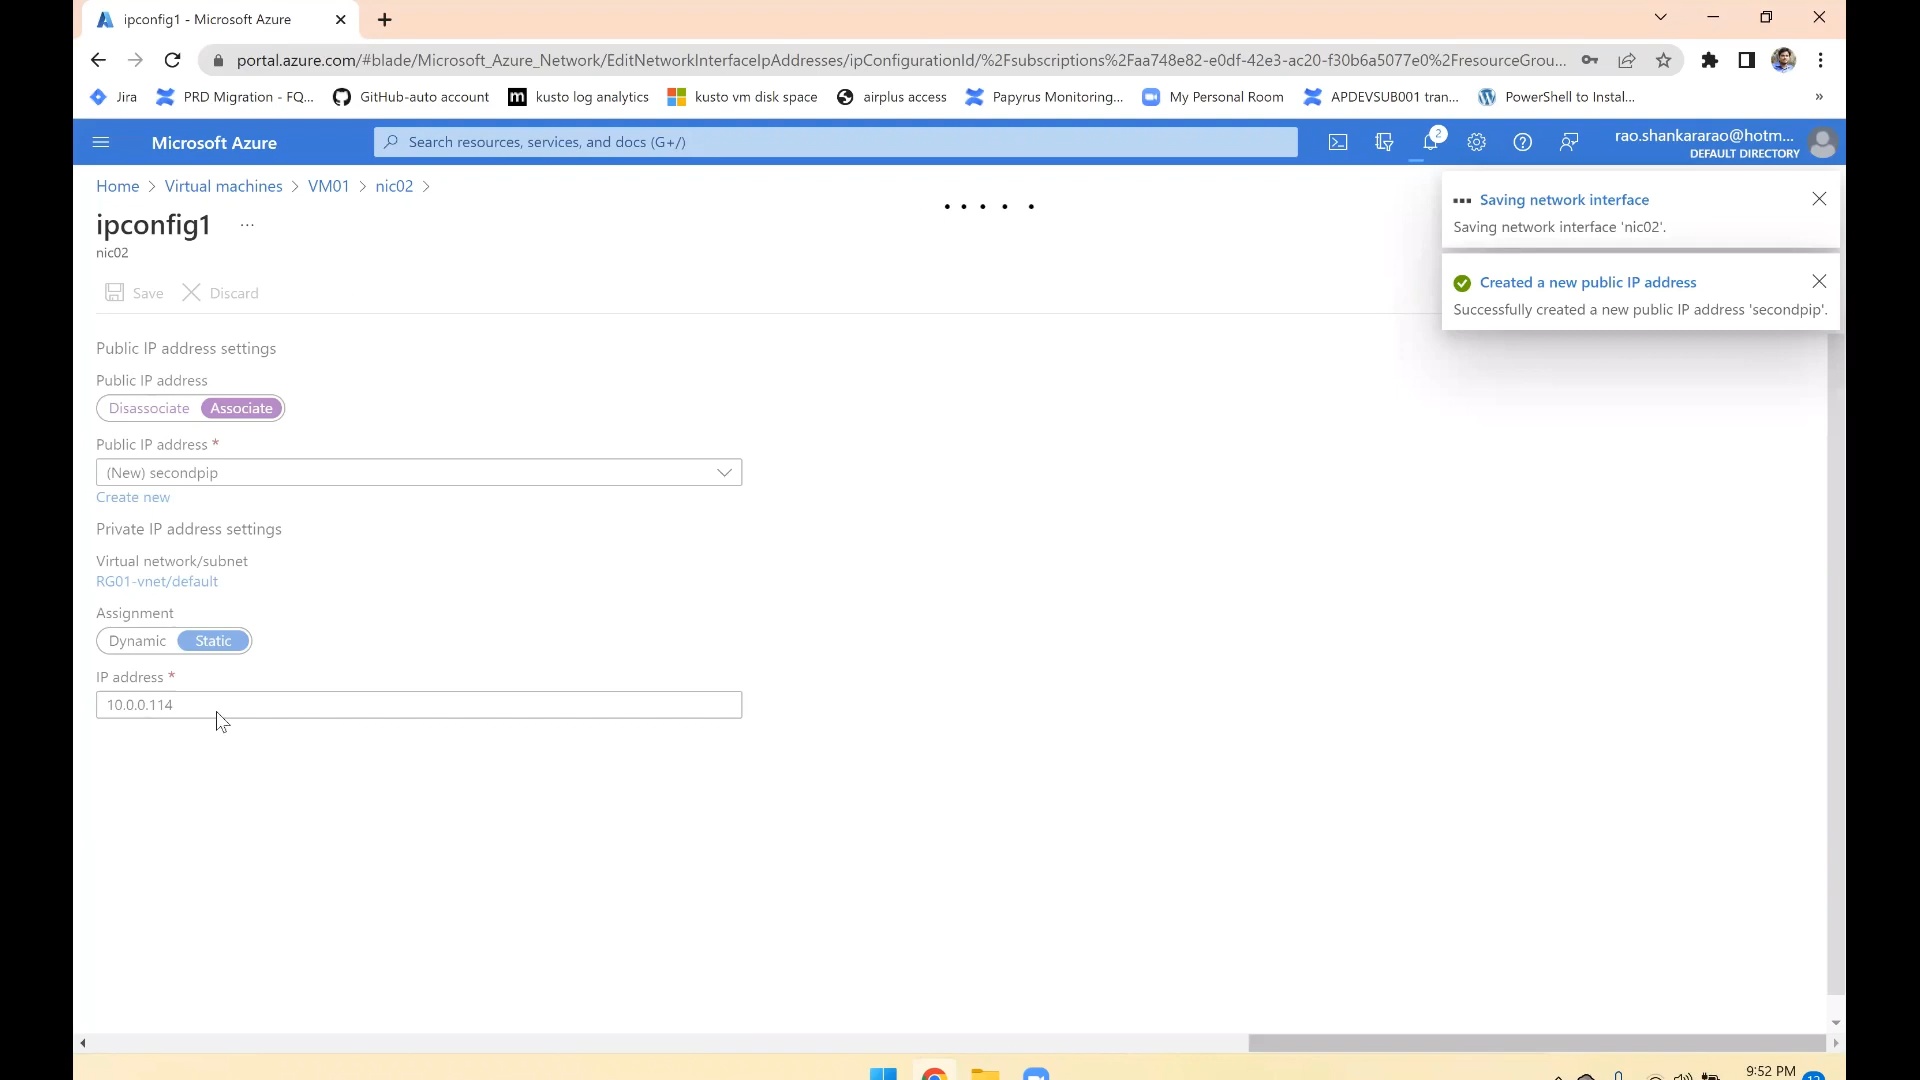 ipconfig1 - Microsoft Azure
portal.azure.com/#blade/Microsoft_Azure_Network/EditNetworkInterfaceIpAddresses/ipConfigurationId/%2Fsubscriptions%2Faa748e82-e0df-42e3-ac20-f30b6a5077e0%2FresourceGrou...
Jira PRD Migration - FQ... GitHub-auto account kusto log analytics kusto vm disk space airplus access Papyrus Monitoring... My Personal Room APDEVSUB001 tran... PowerShell to Instal... »
Microsoft Azure
Search resources, services, and docs (G+/)
2
rao.shankararao@hotm...
DEFAULT DIRECTORY
Home > Virtual machines > VM01 > nic02 >
ipconfig1 ...
nic02
Save Discard
Saving network interface
Saving network interface 'nic02'.
Created a new public IP address
Successfully created a new public IP address 'secondpip'.
Public IP address settings
Public IP address
Disassociate Associate
Public IP address *
(New) secondpip
Create new
Private IP address settings
Virtual network/subnet
RG01-vnet/default
Assignment
Dynamic Static
IP address *
10.0.0.114
9:52 PM